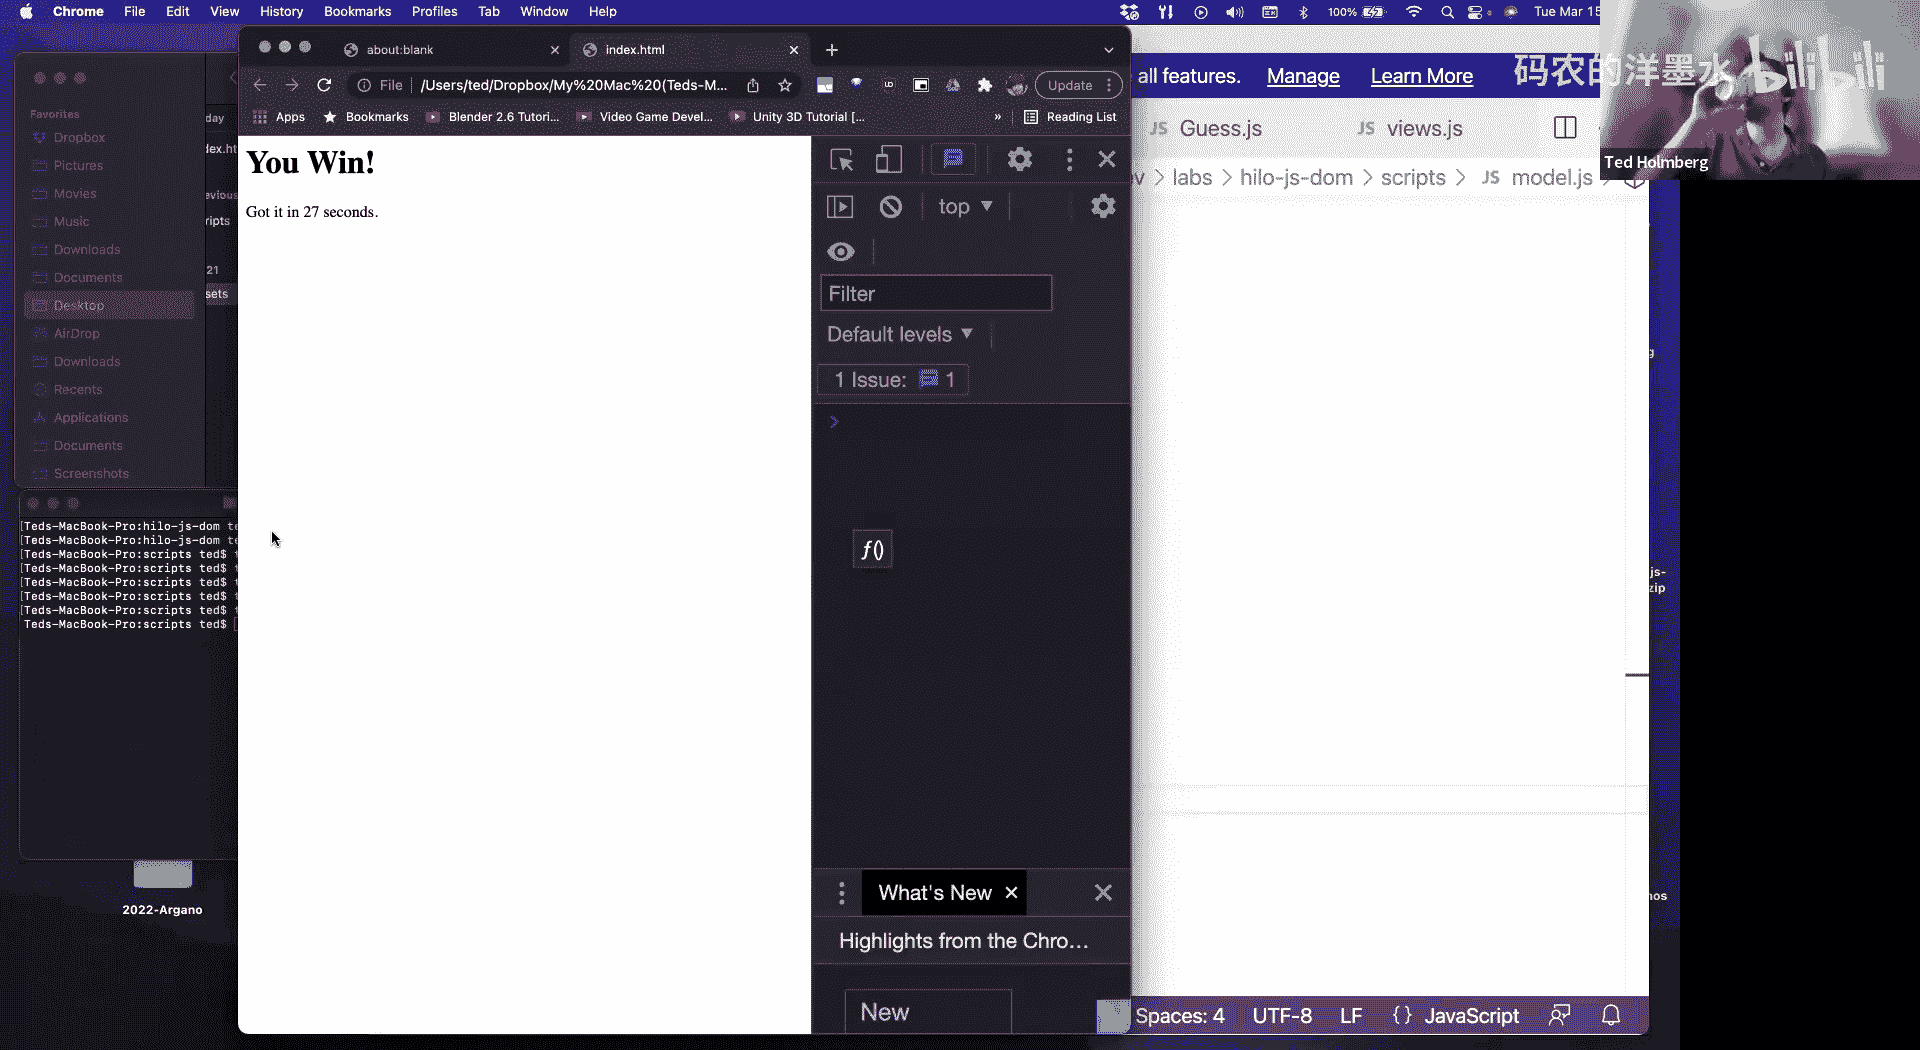 Chrome File Edit View History Bookmarks Profiles Tab Window Help
100% Tue Mar 15
about:blank
index.html
File /Users/ted/Dropbox/My%20Mac%20(Teds-M...
Update
Apps Bookmarks Blender 2.6 Tutori... Video Game Devel... Unity 3D Tutorial [... » Reading List
all features. Manage Learn More
码农的洋墨水 bilibili
Ted Holmberg
JS Guess.js JS views.js
labs > hilo-js-dom > scripts > JS model.js >
Favorites
Dropbox
Pictures
Movies
Music
Downloads
Documents
Desktop
AirDrop
Downloads
Recents
Applications
Documents
Screenshots
You Win!
Got it in 27 seconds.
top
Filter
Default levels
1 Issue: 1
f()
[Teds-MacBook-Pro:hilo-js-dom te
[Teds-MacBook-Pro:hilo-js-dom te
[Teds-MacBook-Pro:scripts ted$
[Teds-MacBook-Pro:scripts ted$
[Teds-MacBook-Pro:scripts ted$
[Teds-MacBook-Pro:scripts ted$
[Teds-MacBook-Pro:scripts ted$
Teds-MacBook-Pro:scripts ted$
2022-Argano
What's New
Highlights from the Chro...
New
Spaces: 4 UTF-8 LF {} JavaScript